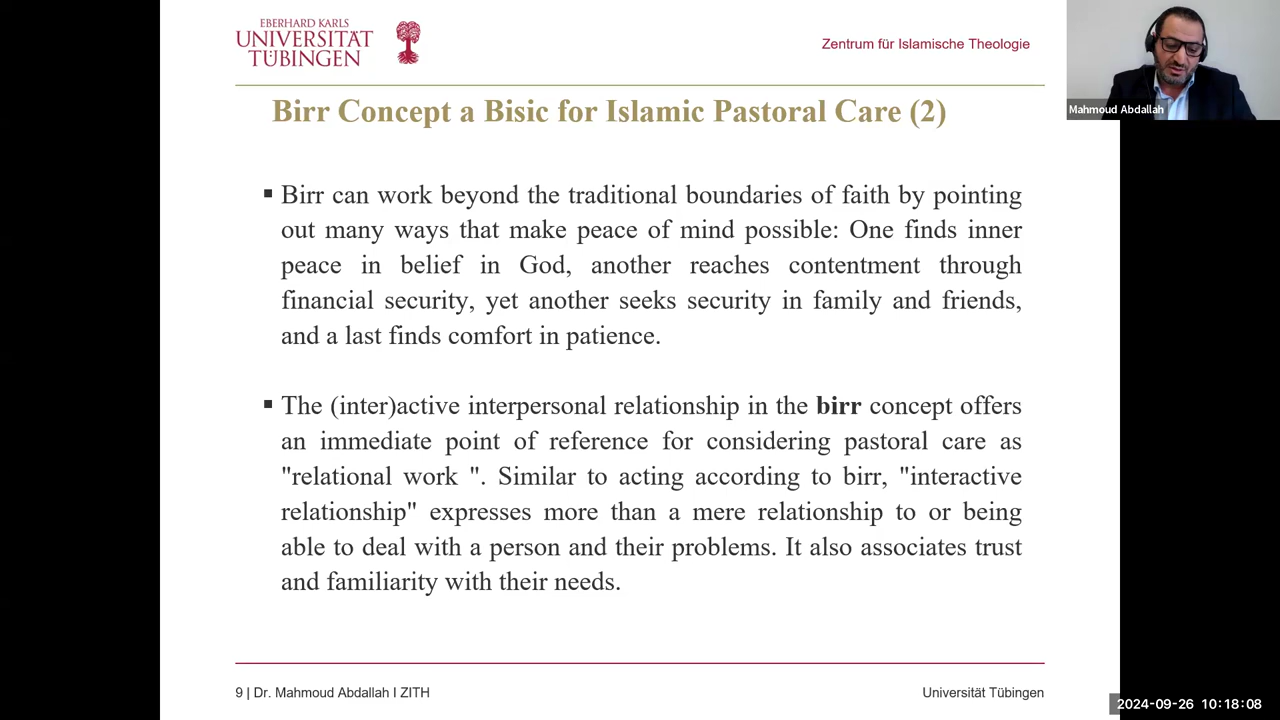 EBERHARD KARLS
UNIVERSITÄT
TÜBINGEN
Zentrum für Islamische Theologie
Mahmoud Abdallah
Birr Concept a Bisic for Islamic Pastoral Care (2)
▪ Birr can work beyond the traditional boundaries of faith by pointing
out many ways that make peace of mind possible: One finds inner
peace in belief in God, another reaches contentment through
financial security, yet another seeks security in family and friends,
and a last finds comfort in patience.
▪ The (inter)active interpersonal relationship in the birr concept offers
an immediate point of reference for considering pastoral care as
"relational work ". Similar to acting according to birr, "interactive
relationship" expresses more than a mere relationship to or being
able to deal with a person and their problems. It also associates trust
and familiarity with their needs.
9 | Dr. Mahmoud Abdallah I ZITH
Universität Tübingen
2024-09-26 10:18:08